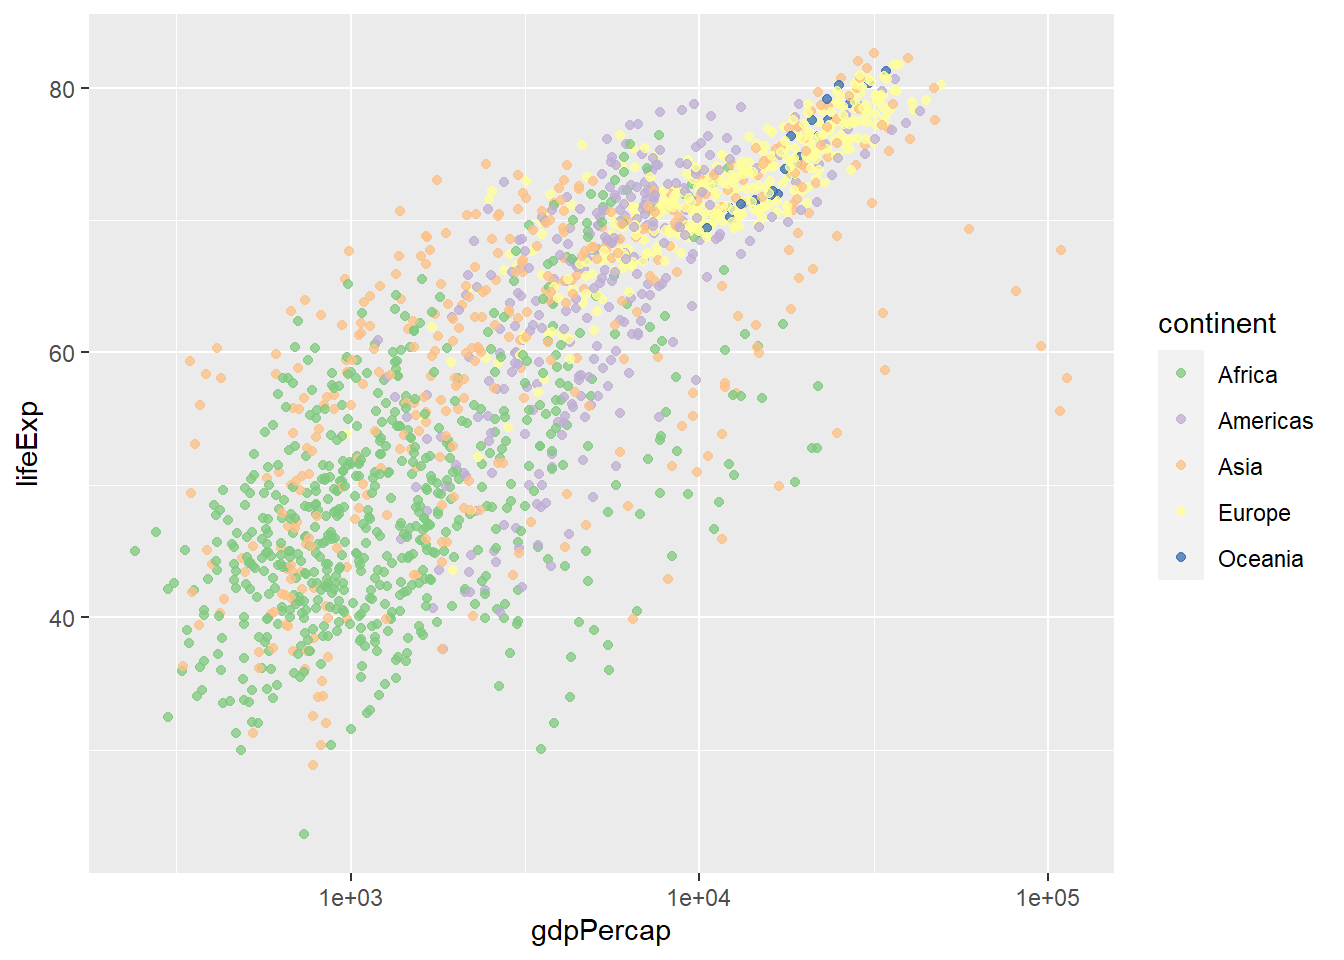 80
60
40
lifeExp
1e+03
1e+04
1e+05
gdpPercap
continent
Africa
Americas
Asia
Europe
Oceania